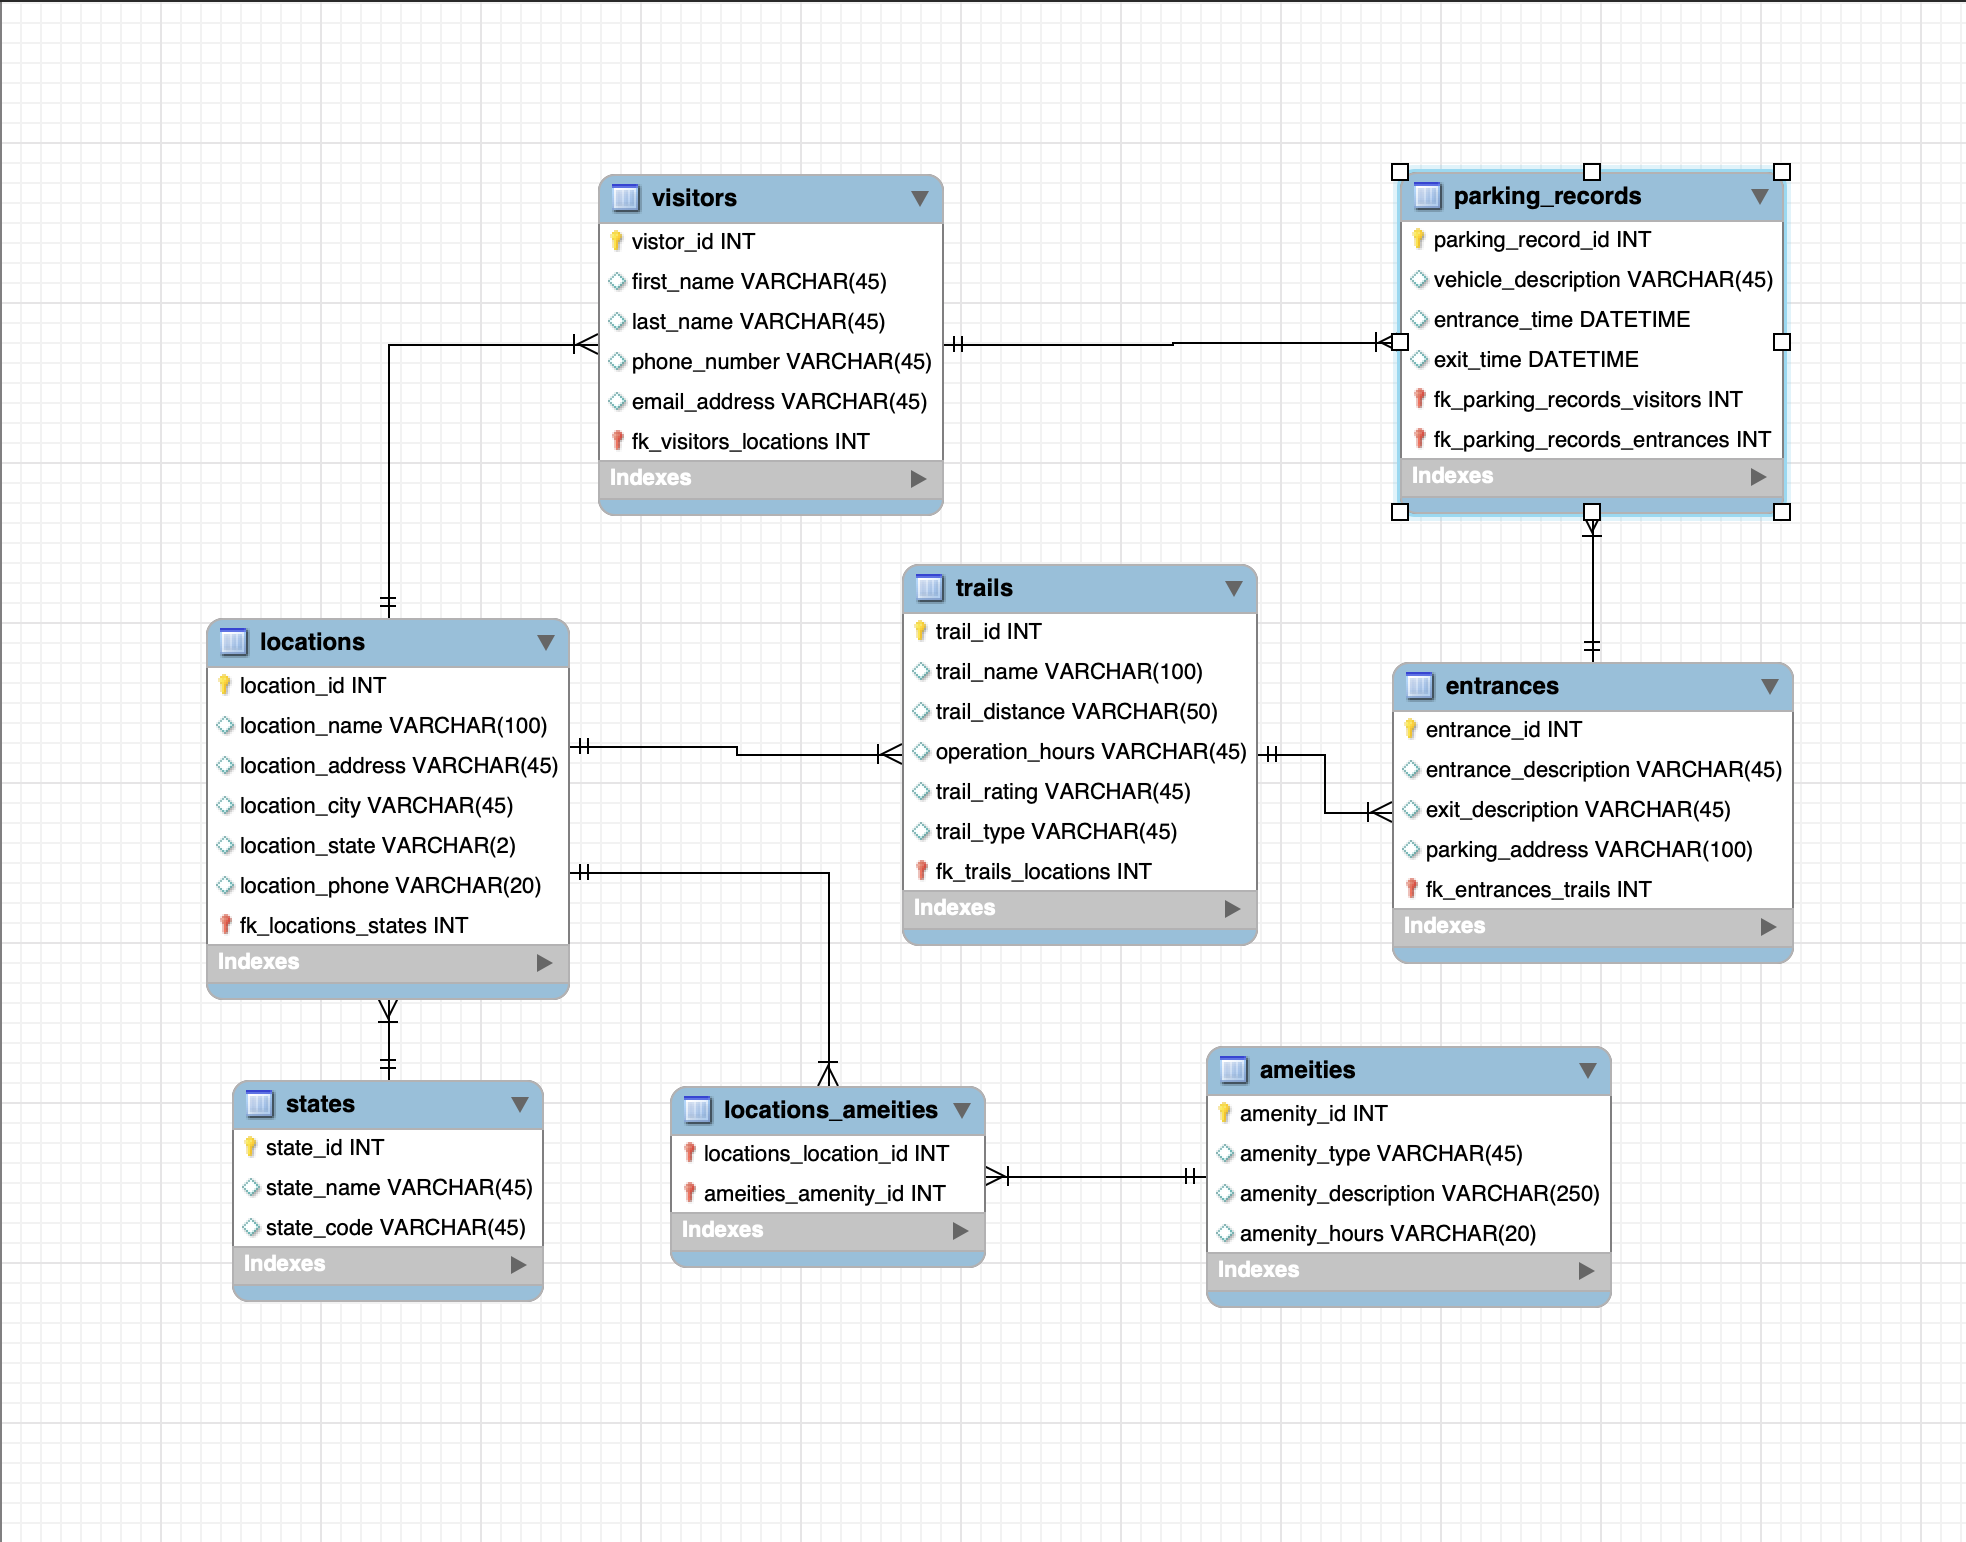 visitors
vistor_id INT
first_name VARCHAR(45)
last_name VARCHAR(45)
phone_number VARCHAR(45)
email_address VARCHAR(45)
fk_visitors_locations INT
Indexes
parking_records
parking_record_id INT
vehicle_description VARCHAR(45)
entrance_time DATETIME
exit_time DATETIME
fk_parking_records_visitors INT
fk_parking_records_entrances INT
Indexes
locations
location_id INT
location_name VARCHAR(100)
location_address VARCHAR(45)
location_city VARCHAR(45)
location_state VARCHAR(2)
location_phone VARCHAR(20)
fk_locations_states INT
Indexes
trails
trail_id INT
trail_name VARCHAR(100)
trail_distance VARCHAR(50)
operation_hours VARCHAR(45)
trail_rating VARCHAR(45)
trail_type VARCHAR(45)
fk_trails_locations INT
Indexes
entrances
entrance_id INT
entrance_description VARCHAR(45)
exit_description VARCHAR(45)
parking_address VARCHAR(100)
fk_entrances_trails INT
Indexes
states
state_id INT
state_name VARCHAR(45)
state_code VARCHAR(45)
Indexes
locations_ameities
locations_location_id INT
ameities_amenity_id INT
Indexes
ameities
amenity_id INT
amenity_type VARCHAR(45)
amenity_description VARCHAR(250)
amenity_hours VARCHAR(20)
Indexes